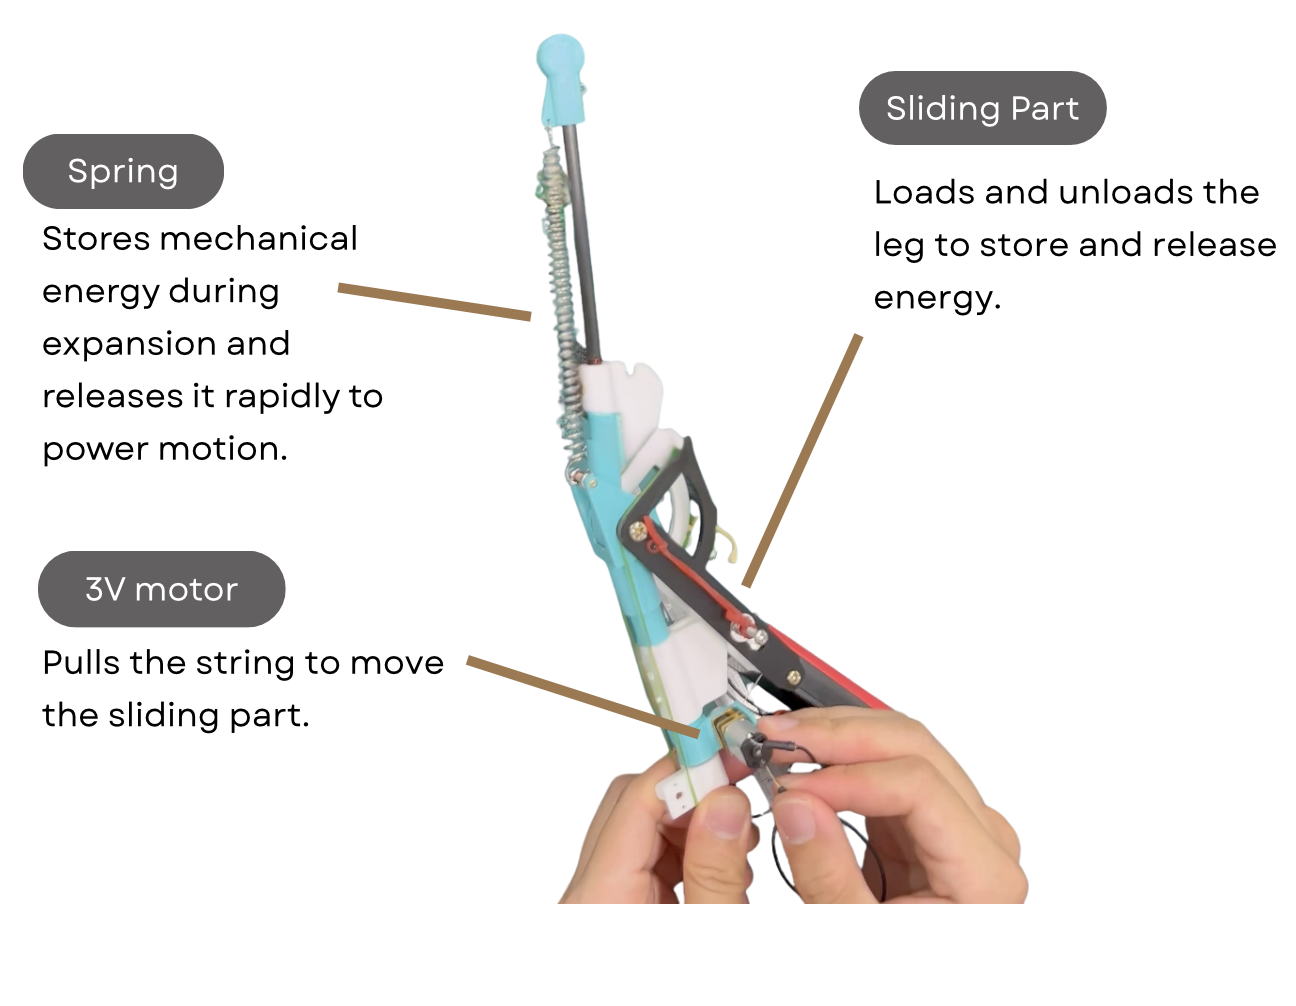 Spring
Stores mechanical
energy during
expansion and
releases it rapidly to
power motion.
3V motor
Pulls the string to move
the sliding part.
Sliding Part
Loads and unloads the
leg to store and release
energy.